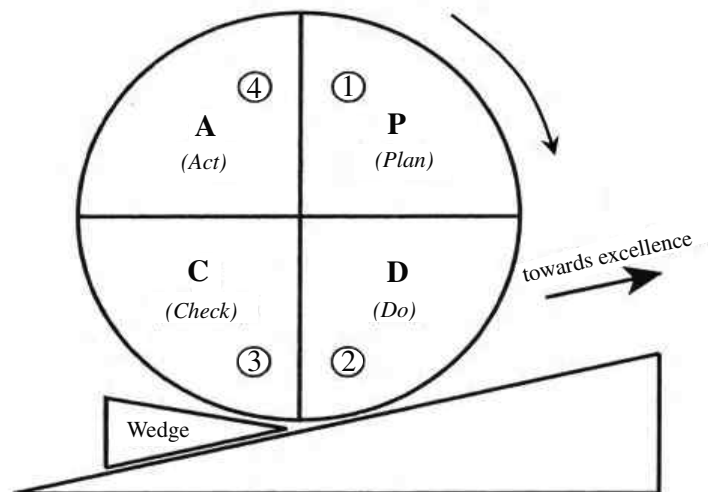 ④ ①
A P
(Act) (Plan)
towards excellence
C D
(Check) (Do)
③ ②
Wedge